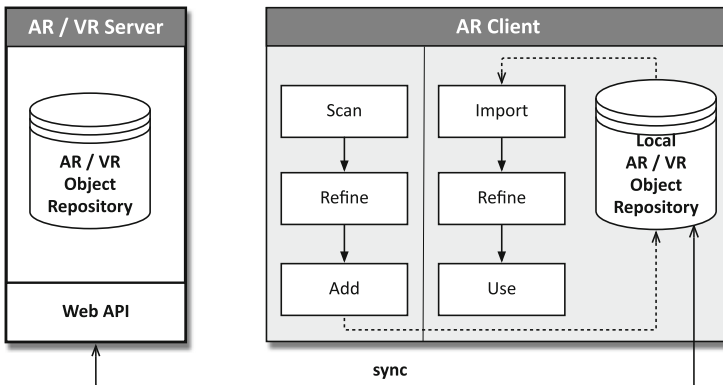 AR / VR Server
AR / VR
Object
Repository
Web API
AR Client
Scan
Refine
Add
Import
Refine
Use
Local
AR / VR
Object
Repository
sync